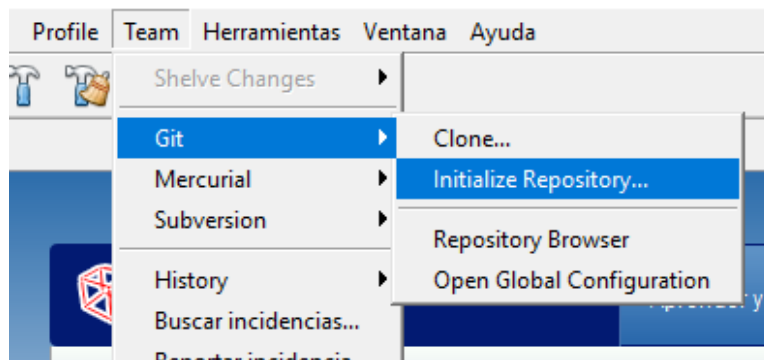 Profile Team Herramientas Ventana Ayuda
Shelve Changes
Git
Clone...
Mercurial
Initialize Repository...
Subversion
Repository Browser
History
Open Global Configuration
Buscar incidencias...